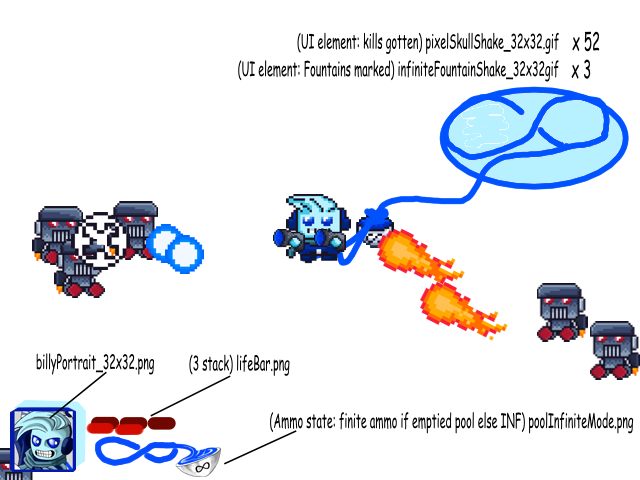 (UI element: kills gotten) pixelSkullShake_32x32.gif x 52
(UI element: Fountains marked) infiniteFountainShake_32x32gif x 3
billyPortrait_32x32.png
(3 stack) lifeBar.png
(Ammo state: finite ammo if emptied pool else INF) poolInfiniteMode.png